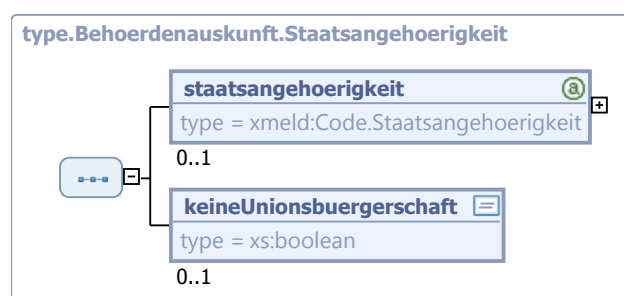 type.Behoerdenauskunft.Staatsangehoerigkeit
staatsangehoerigkeit
type = xmeld:Code.Staatsangehoerigkeit
0..1
keineUnionsbuergerschaft
type = xs:boolean
0..1